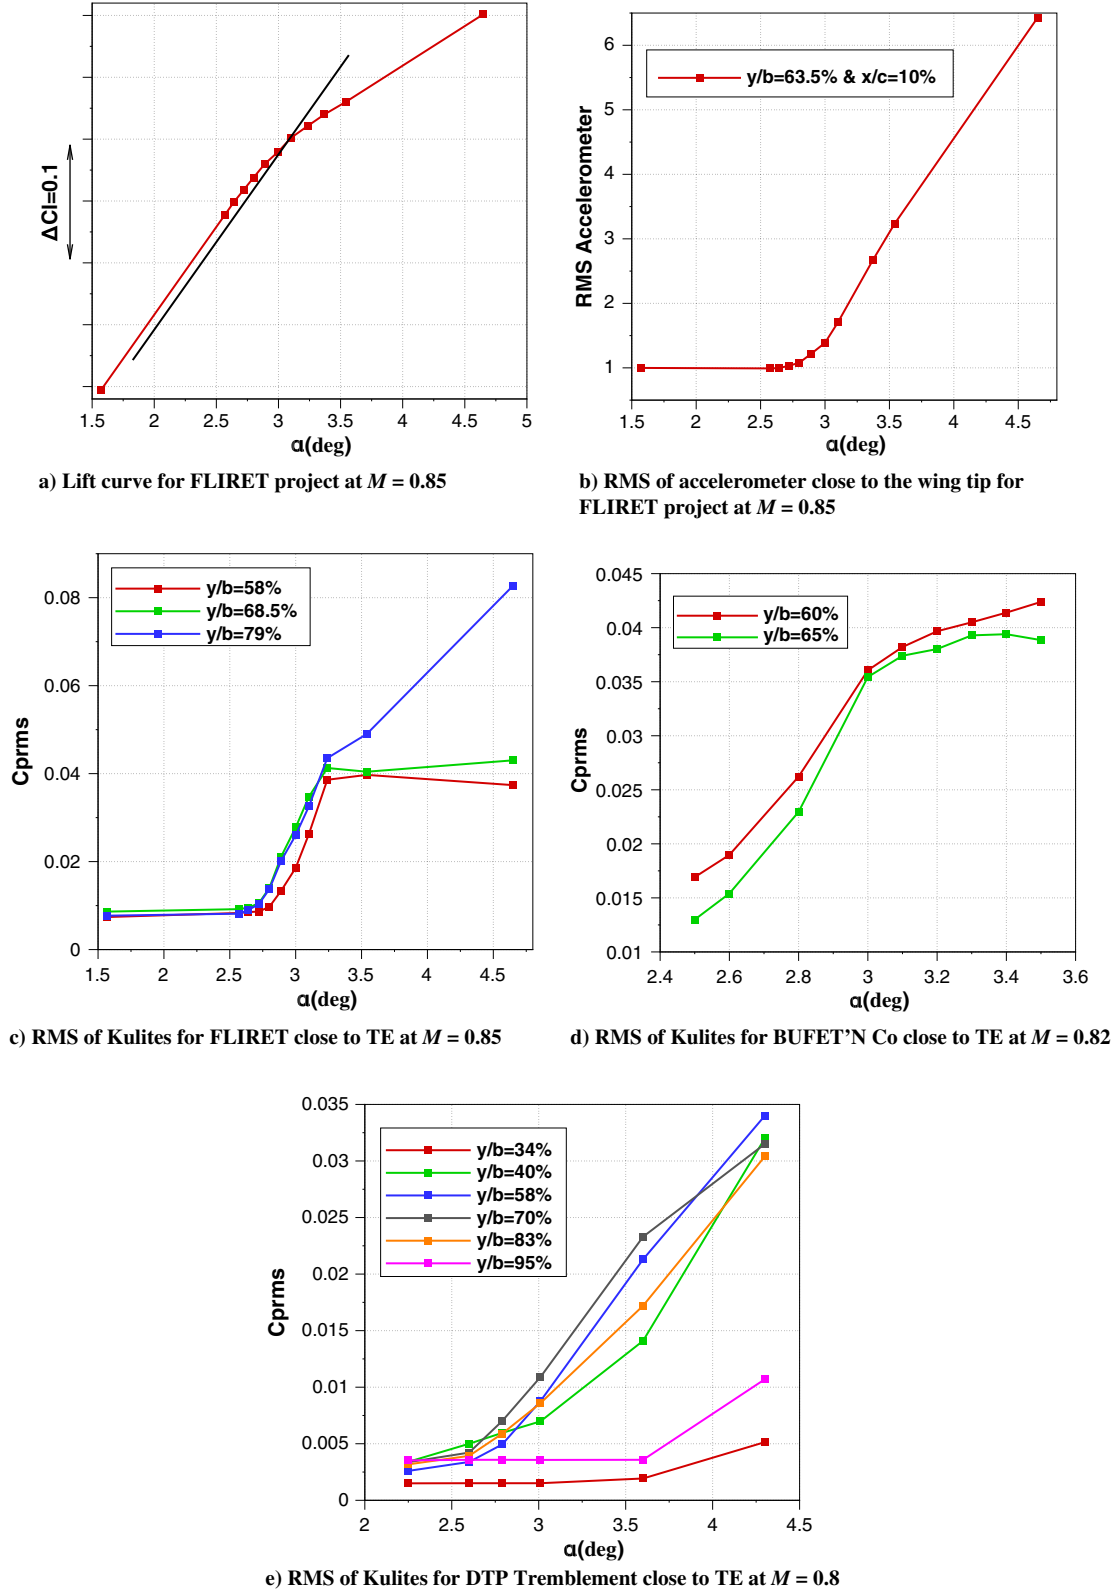 ΔCl=0.1
1.5 2 2.5 3 3.5 4 4.5 5
α(deg)
a) Lift curve for FLIRET project at M = 0.85
RMS Accelerometer
6
5
4
3
2
1
y/b=63.5% & x/c=10%
1.5 2 2.5 3 3.5 4 4.5
α(deg)
b) RMS of accelerometer close to the wing tip for
FLIRET project at M = 0.85
Cprms
0.08
0.06
0.04
0.02
0
y/b=58%
y/b=68.5%
y/b=79%
1.5 2 2.5 3 3.5 4 4.5
α(deg)
c) RMS of Kulites for FLIRET close to TE at M = 0.85
Cprms
0.045
0.04
0.035
0.03
0.025
0.02
0.015
0.01
y/b=60%
y/b=65%
2.4 2.6 2.8 3 3.2 3.4 3.6
α(deg)
d) RMS of Kulites for BUFET'N Co close to TE at M = 0.82
Cprms
0.035
0.03
0.025
0.02
0.015
0.01
0.005
0
y/b=34%
y/b=40%
y/b=58%
y/b=70%
y/b=83%
y/b=95%
2 2.5 3 3.5 4 4.5
α(deg)
e) RMS of Kulites for DTP Tremblement close to TE at M = 0.8